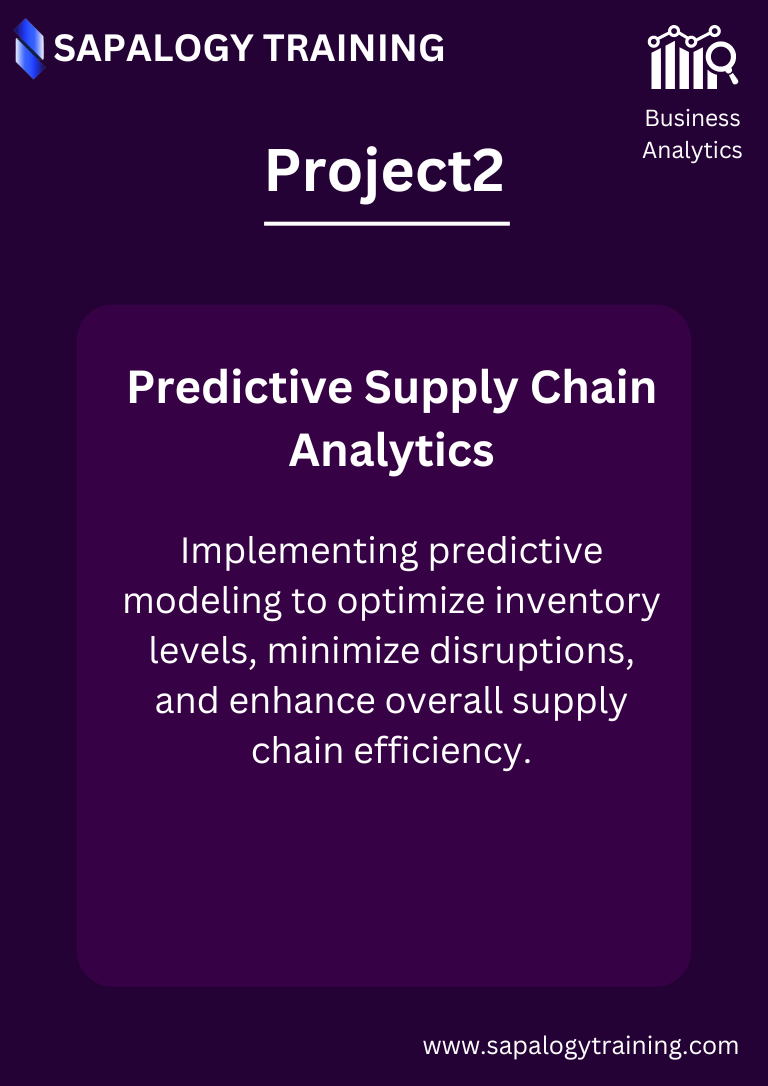 SAPALOGY TRAINING
Business
Analytics
Project2
Predictive Supply Chain
Analytics
Implementing predictive
modeling to optimize inventory
levels, minimize disruptions,
and enhance overall supply
chain efficiency.
www.sapalogytraining.com